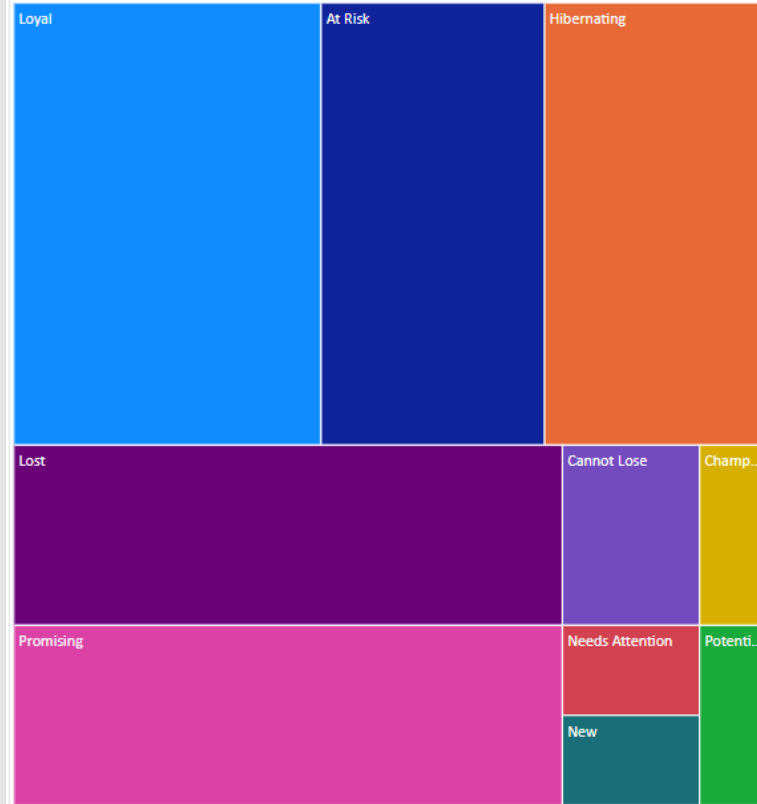 Loyal
At Risk
Hibernating
Lost
Cannot Lose
Champ...
Promising
Needs Attention
Potenti...
New